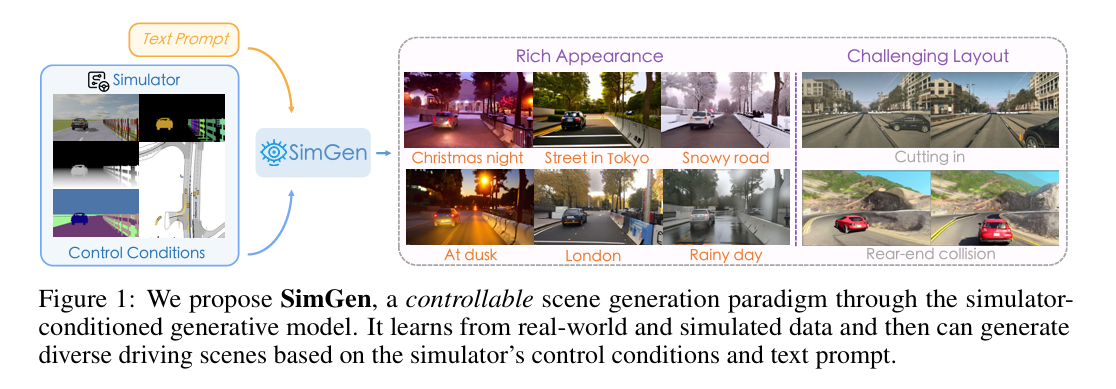 Text Prompt
Simulator
Control Conditions
SimGen
Rich Appearance
Challenging Layout
Christmas night
Street in Tokyo
Snowy road
Cutting in
At dusk
London
Rainy day
Rear-end collision
Figure 1: We propose SimGen, a controllable scene generation paradigm through the simulator-
conditioned generative model. It learns from real-world and simulated data and then can generate
diverse driving scenes based on the simulator's control conditions and text prompt.